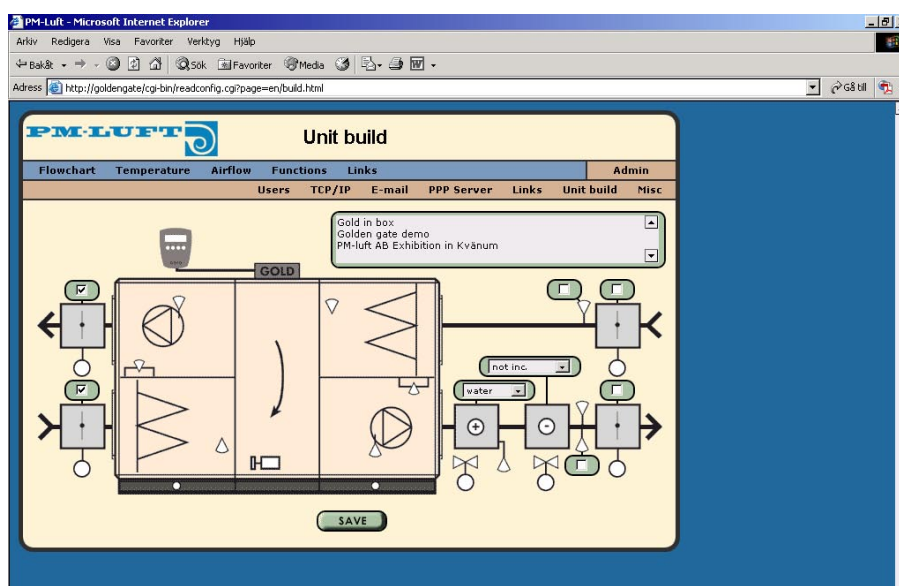 PM-Luft - Microsoft Internet Explorer
Arkiv Redigera Visa Favoriter Verktyg Hjälp
Bakåt Sök Favoriter Media
Adress http://goldengate/cgi-bin/readconfig.cgi?page=en/build.html Gå till
PM-LUFT Unit build
Flowchart Temperature Airflow Functions Links Admin
Users TCP/IP E-mail PPP Server Links Unit build Misc
Gold in box
Golden gate demo
PM-luft AB Exhibition in Kvänum
GOLD
not inc.
water
+ -
SAVE